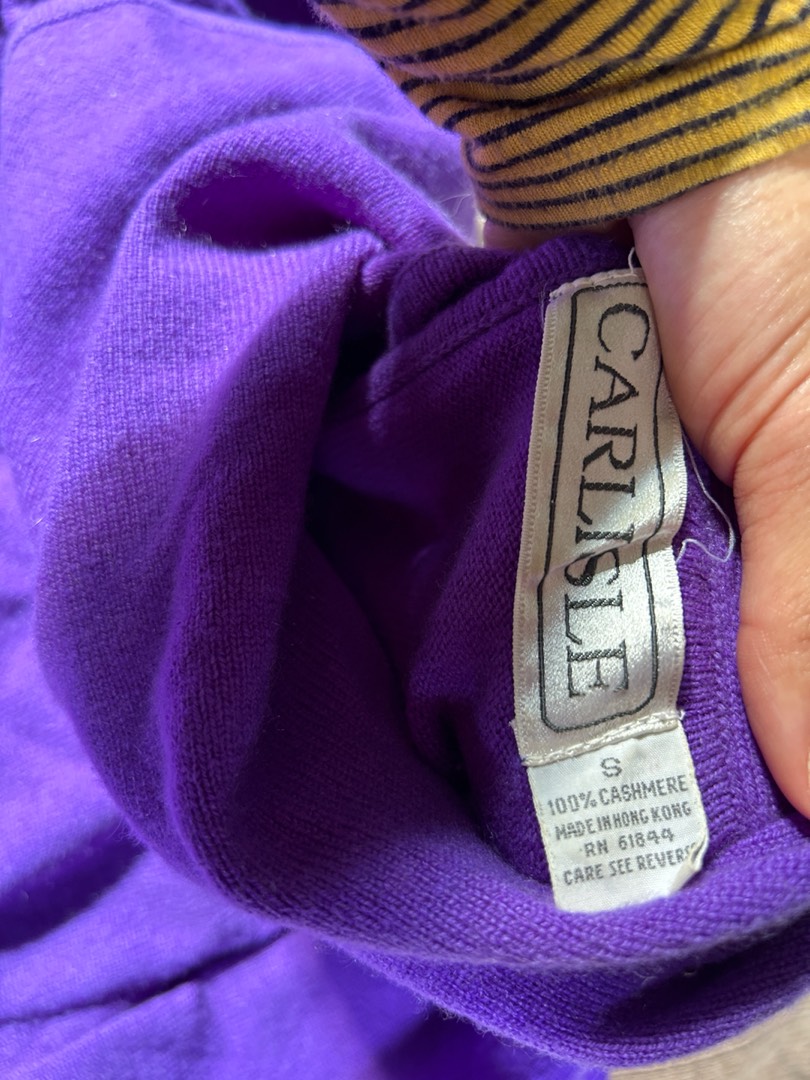 CARLISLE
S
100% CASHMERE
MADE IN HONG KONG
RN 61844
CARE SEE REVERSE